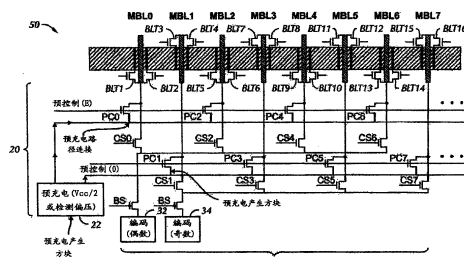 MBL0 MBL1 MBL2 MBL3 MBL4 MBL5 MBL6 MBL7
50
BLT3 BLT4 BLT7 BLT8 BLT11 BLT12 BLT15 BLT16
BLT1 BLT2 BLT5 BLT6 BLT9 BLT10 BLT13 BLT14
预控制(E)
PC0 PC2 PC4 PC6
预充电路
径连接
CS0 CS2 CS4 CS6
20
PC1 PC3 PC5 PC7
预控制(O)
CS1 CS3 CS5 CS7
预充电(Vcc/2
或检测偏压)
预充电产生方块
BS BS
22
32 34
编码
(偶数)
编码
(奇数)
预充电产生
方块